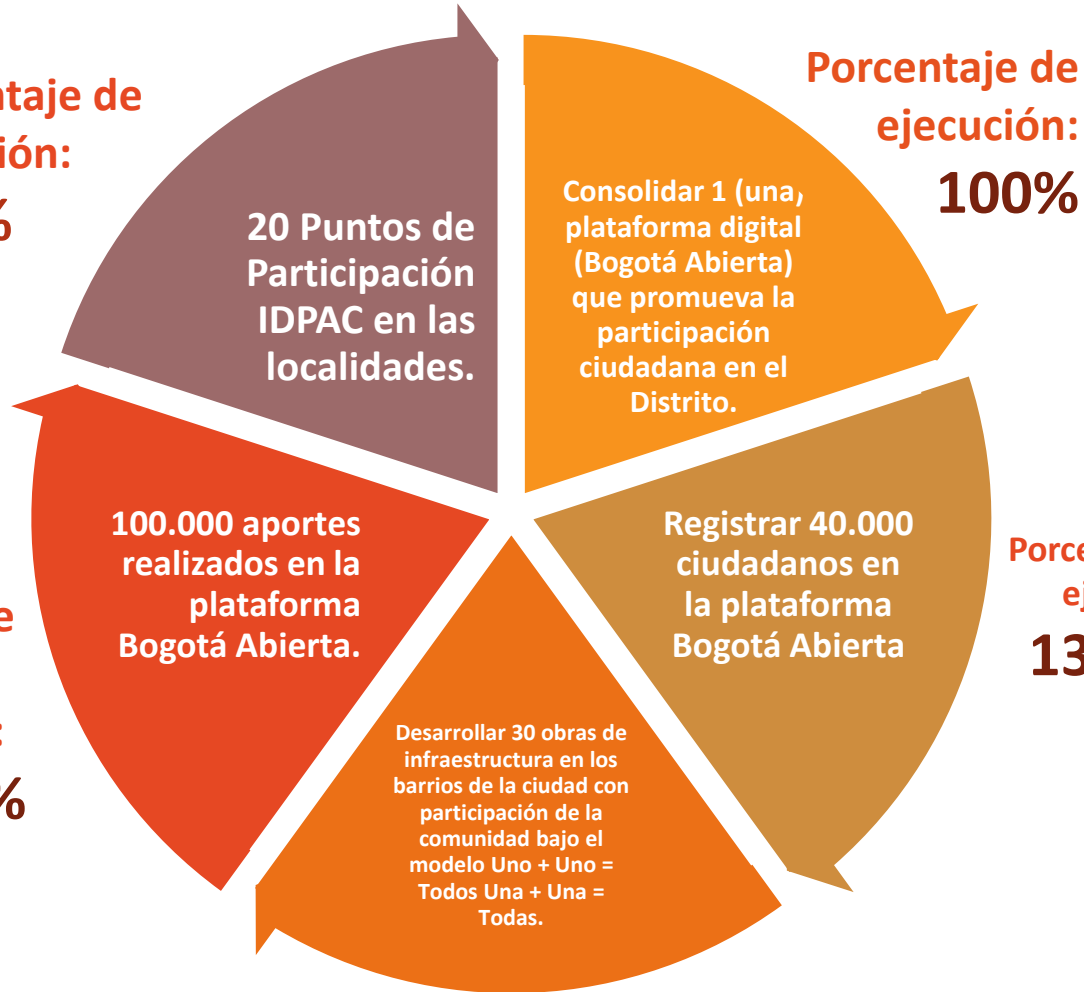 Porcentaje de
ejecución:
100%
Consolidar 1 (una)
plataforma digital
(Bogotá Abierta)
que promueva la
participación
ciudadana en el
Distrito.
Registrar 40.000
ciudadanos en
la plataforma
Bogotá Abierta
Desarrollar 30 obras de
infraestructura en los
barrios de la ciudad con
participación de la
comunidad bajo el
modelo Uno + Uno =
Todos Una + Una =
Todas.
100.000 aportes
realizados en la
plataforma
Bogotá Abierta.
20 Puntos de
Participación
IDPAC en las
localidades.
de
%